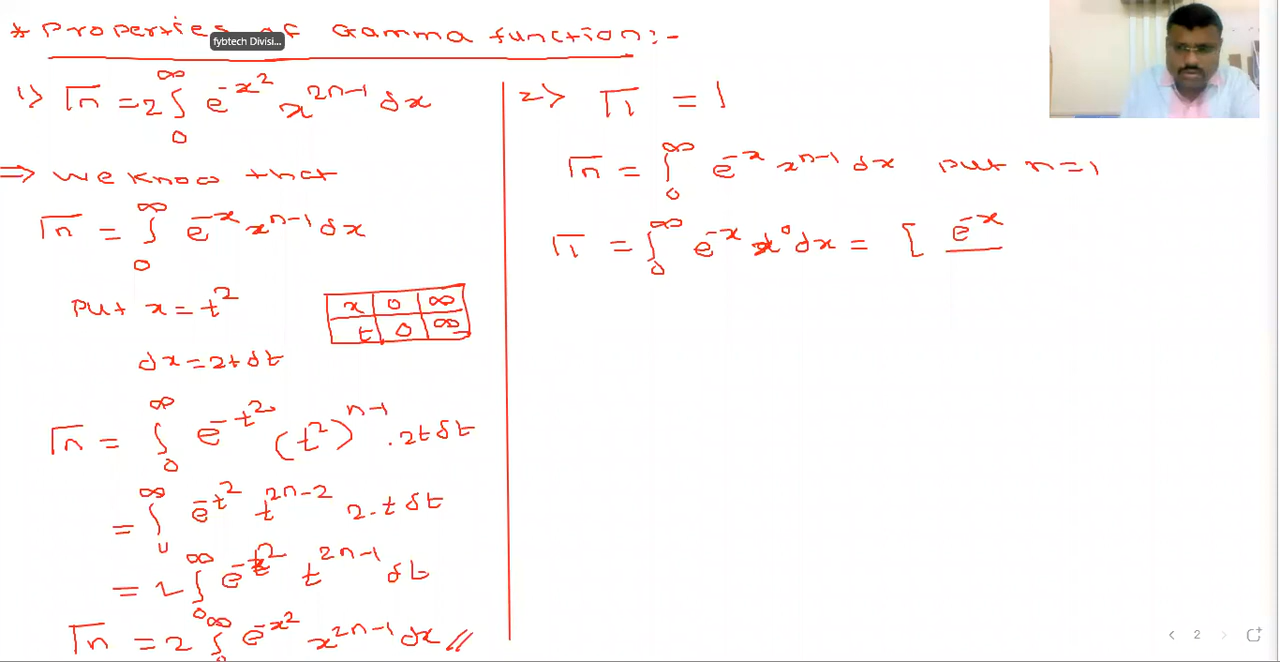 * Properties of Gamma function:-
fybtech Divisi...
1) Γn = 2 ∫₀^∞ e^{-x²} x^{2n-1} dx
⇒ we know that
Γn = ∫₀^∞ e^{-x} x^{n-1} dx
Put x = t²
x 0 ∞
t 0 ∞
dx = 2t dt
Γn = ∫₀^∞ e^{-t²} (t²)^{n-1} . 2t dt
= ∫₀^∞ e^{-t²} t^{2n-2} 2.t dt
= 2 ∫₀^∞ e^{-t²} t^{2n-1} dt
Γn = 2 ∫₀^∞ e^{-x²} x^{2n-1} dx //
2) Γ1 = 1
Γn = ∫₀^∞ e^{-x} x^{n-1} dx put n=1
Γ1 = ∫₀^∞ e^{-x} x⁰ dx = [ e^{-x}
2